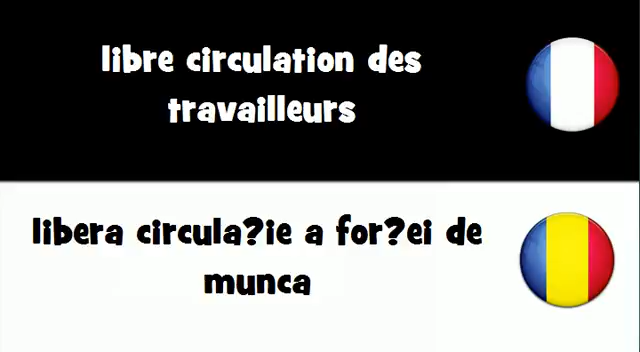 libre circulation des
travailleurs
libera circula?ie a for?ei de
munca